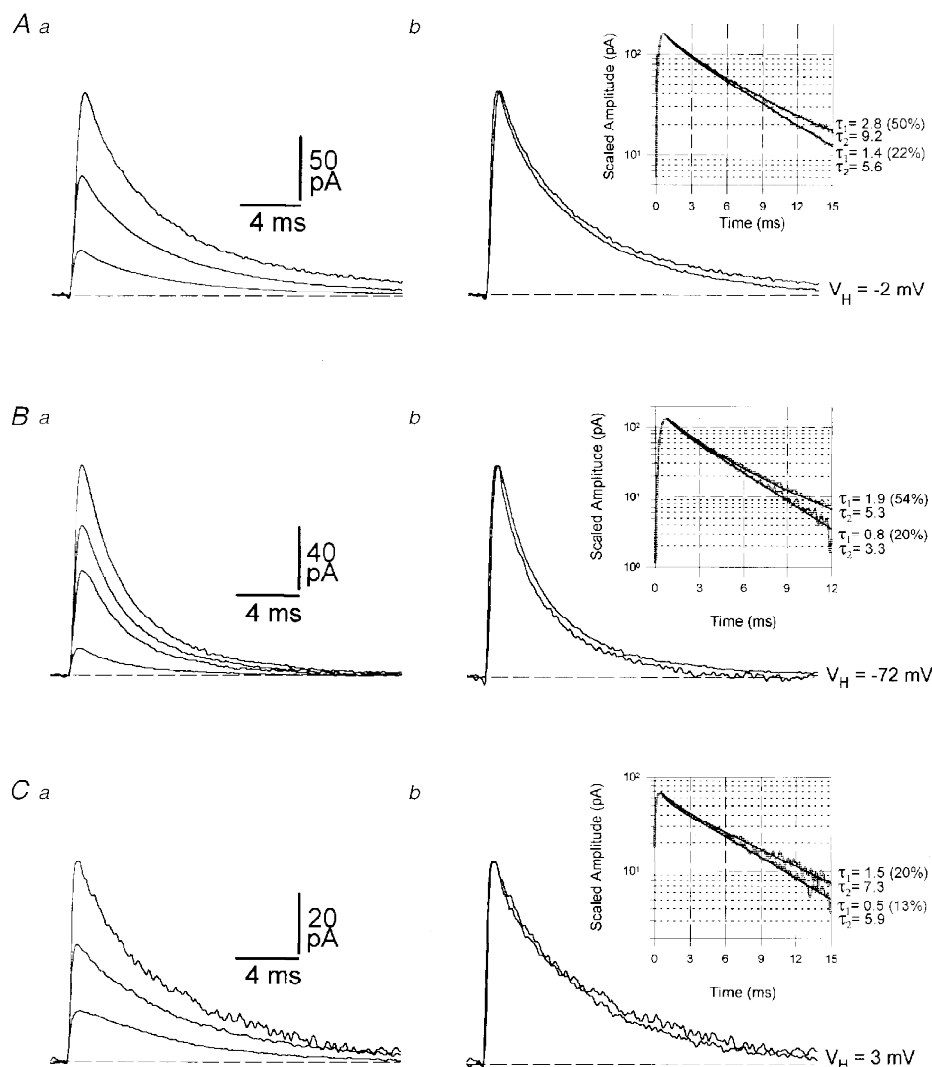 A a
50
pA
4 ms
b
Scaled Amplitude (pA)
10²
10¹
τ₁= 2.8 (50%)
τ₂= 9.2
τ₁= 1.4 (22%)
τ₂= 5.6
0 3 6 9 12 15
Time (ms)
V_H = -2 mV
B a
40
pA
4 ms
b
Scaled Amplituce (pA)
10²
10¹
10⁰
τ₁= 1.9 (54%)
τ₂= 5.3
τ₁= 0.8 (20%)
τ₂= 3.3
0 3 6 9 12
Time (ms)
V_H = -72 mV
C a
20
pA
4 ms
b
Scaled Amplitude (pA)
10²
10¹
τ₁= 1.5 (20%)
τ₂= 7.3
τ₁= 0.5 (13%)
τ₂= 5.9
0 3 6 9 12 15
Time (ms)
V_H = 3 mV